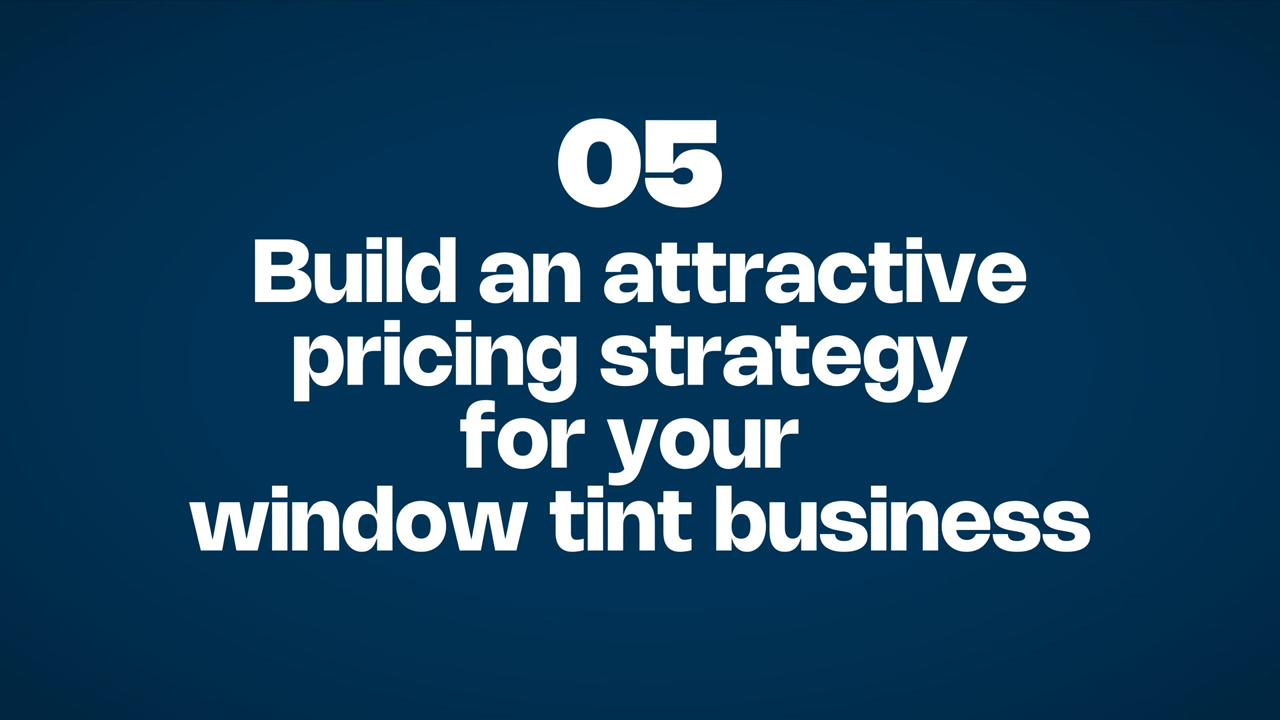 05
Build an attractive
pricing strategy
for your
window tint business